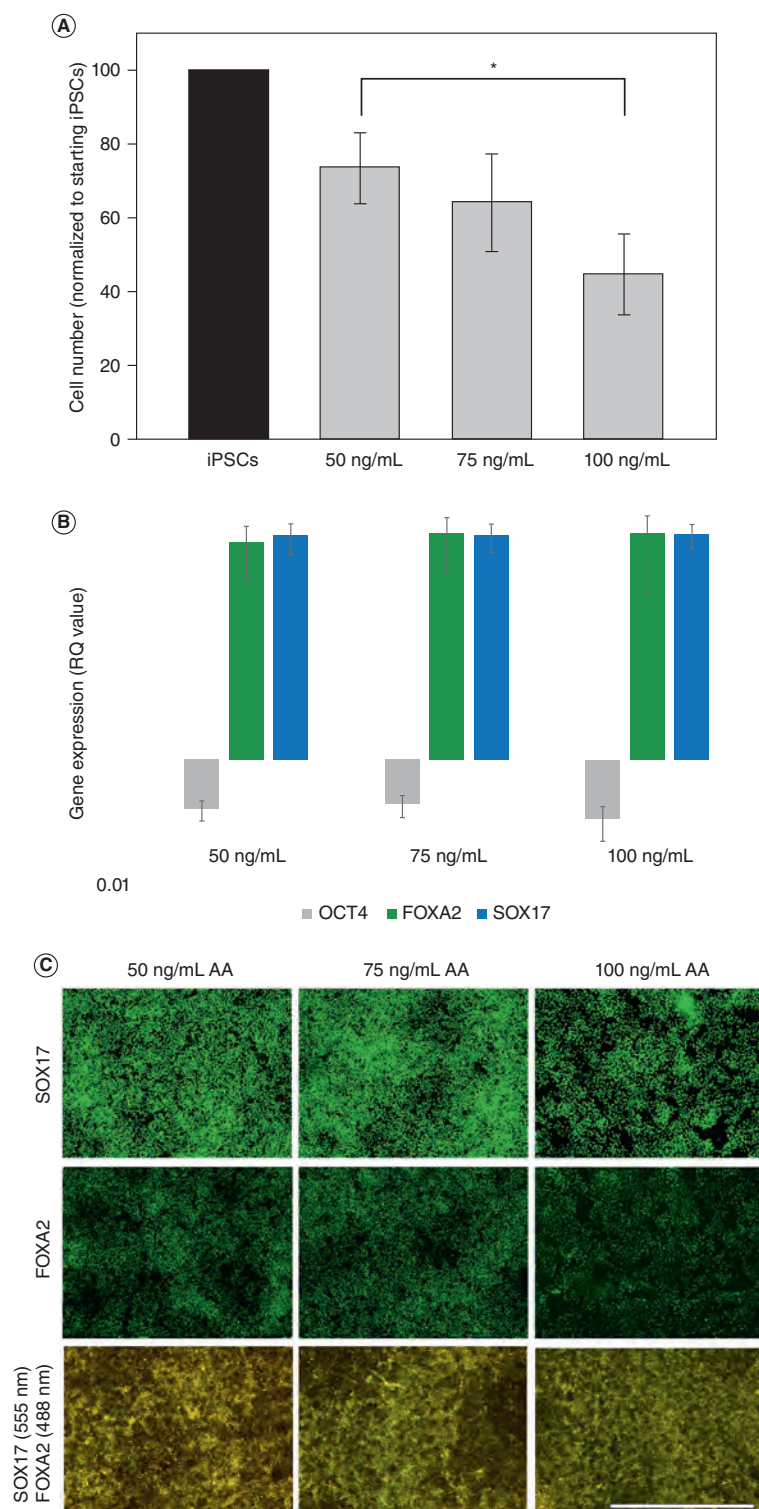 A
Cell number (normalized to starting iPSCs)
100
80
60
40
20
0
*
iPSCs
50 ng/mL
75 ng/mL
100 ng/mL
B
Gene expression (RQ value)
50 ng/mL
75 ng/mL
100 ng/mL
0.01
OCT4
FOXA2
SOX17
C
50 ng/mL AA
75 ng/mL AA
100 ng/mL AA
SOX17
FOXA2
SOX17 (555 nm)
FOXA2 (488 nm)